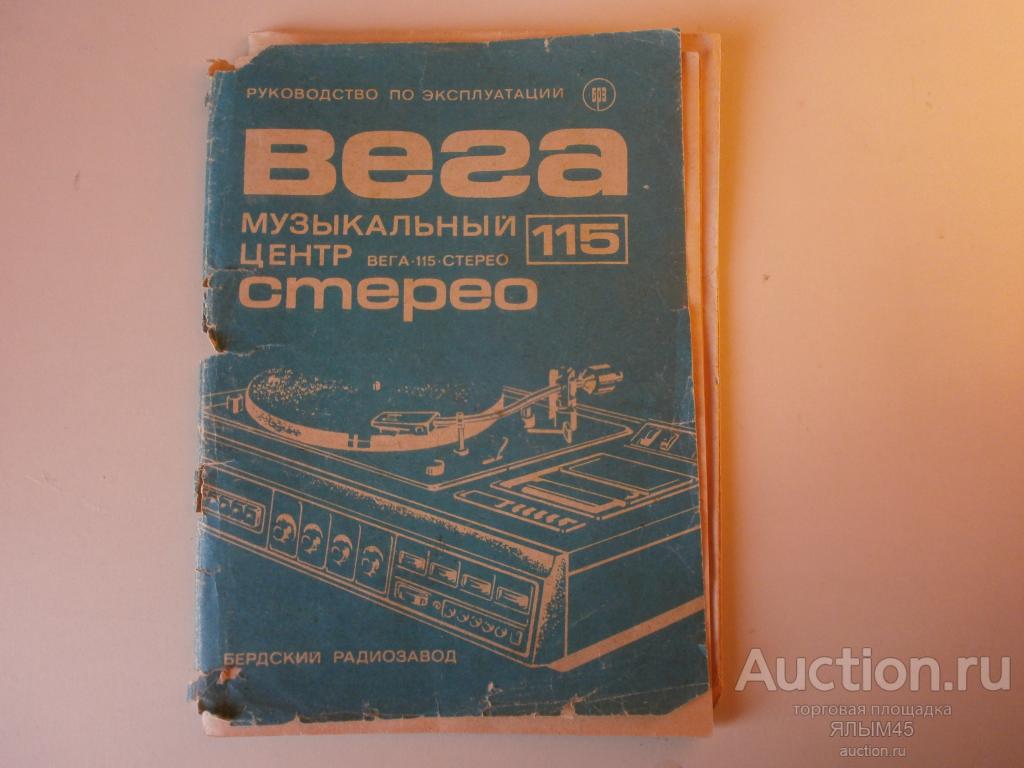 РУКОВОДСТВО ПО ЭКСПЛУАТАЦИИ БРЗ
Вега
МУЗЫКАЛЬНЫЙ 115
ЦЕНТР ВЕГА·115·СТЕРЕО
стерео
БЕРДСКИЙ РАДИОЗАВОД
Auction.ru
торговая площадка
ЯЛЫМ45
auction.ru